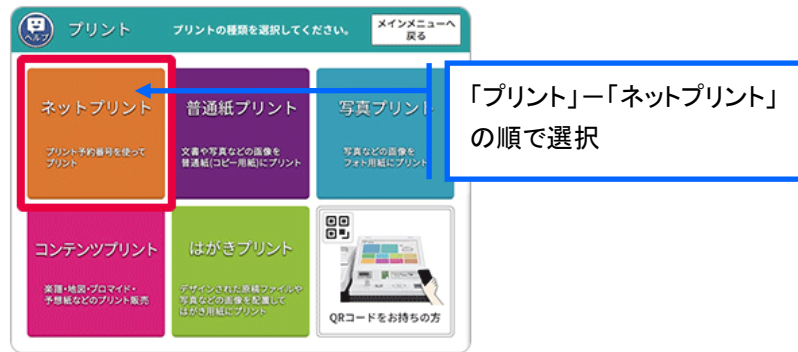 ヘルプ
プリント
プリントの種類を選択してください。
メインメニューへ
戻る
ネットプリント
プリント予約番号を使って
プリント
普通紙プリント
文書や写真などの画像を
普通紙(コピー用紙)にプリント
写真プリント
写真などの画像を
フォト用紙にプリント
「プリント」－「ネットプリント」
の順で選択
コンテンツプリント
楽譜・地図・ブロマイド・
予想紙などのプリント販売
はがきプリント
デザインされた原稿ファイルや
写真などの画像を配置して
はがき用紙にプリント
QRコードをお持ちの方